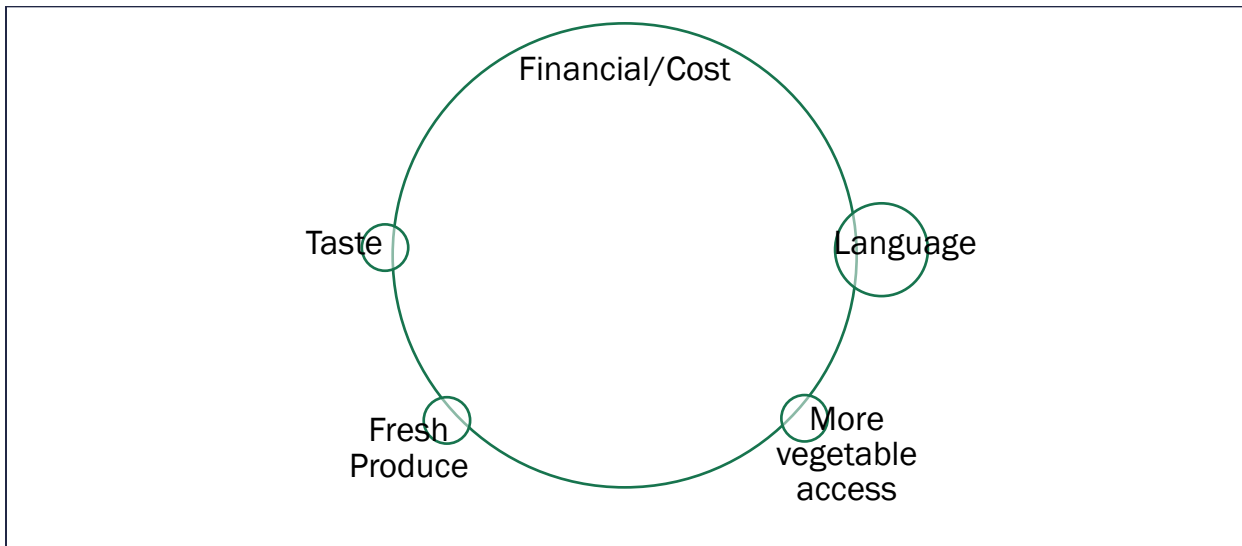 Financial/Cost
Taste
Language
Fresh
Produce
More
vegetable
access